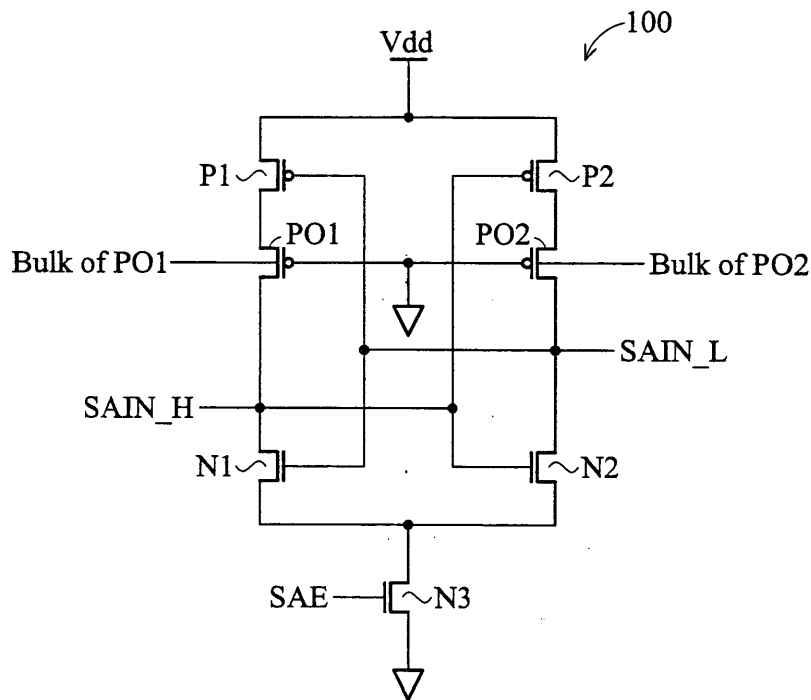 100
Vdd
P1
P2
PO1
PO2
Bulk of PO1
Bulk of PO2
SAIN_L
SAIN_H
N1
N2
SAE
N3